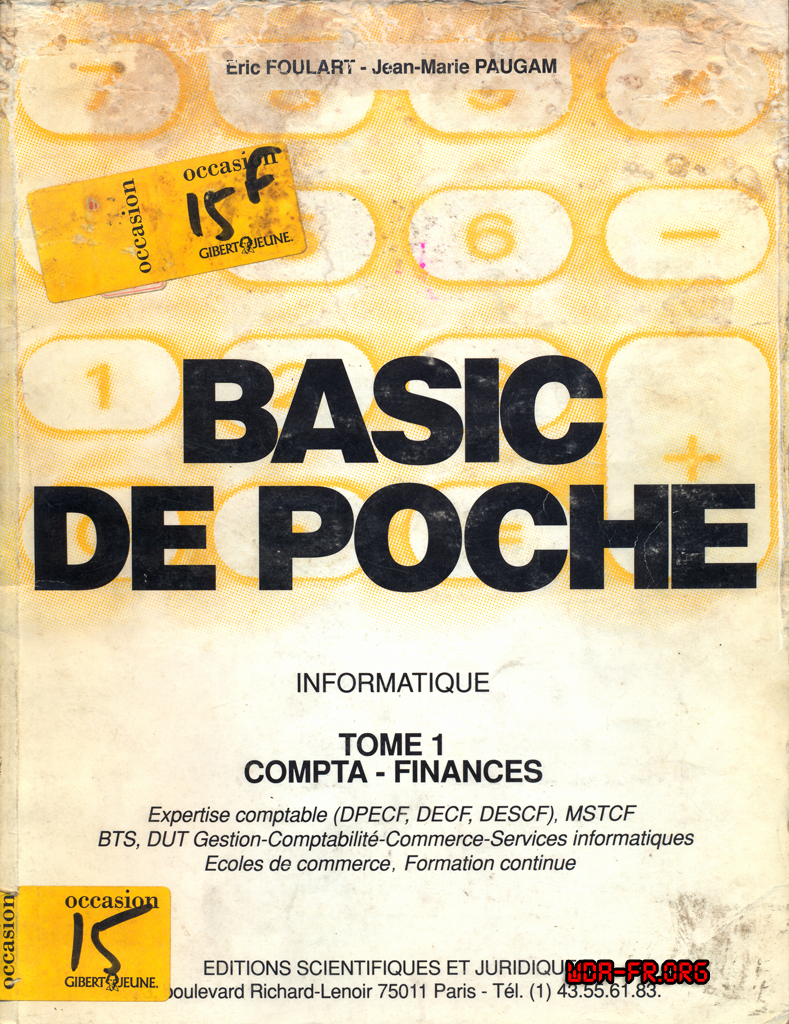 Eric FOULART - Jean-Marie PAUGAM
occasion
occasion
15F
GIBERT JEUNE.
6
1
BASIC
DE POCHE
INFORMATIQUE
TOME 1
COMPTA - FINANCES
Expertise comptable (DPECF, DECF, DESCF), MSTCF
BTS, DUT Gestion-Comptabilité-Commerce-Services informatiques
Ecoles de commerce, Formation continue
occasion
occasion
15
GIBERT JEUNE.
EDITIONS SCIENTIFIQUES ET JURIDIQU
WDA-FR.ORG
boulevard Richard-Lenoir 75011 Paris - Tél. (1) 43.55.61.83.